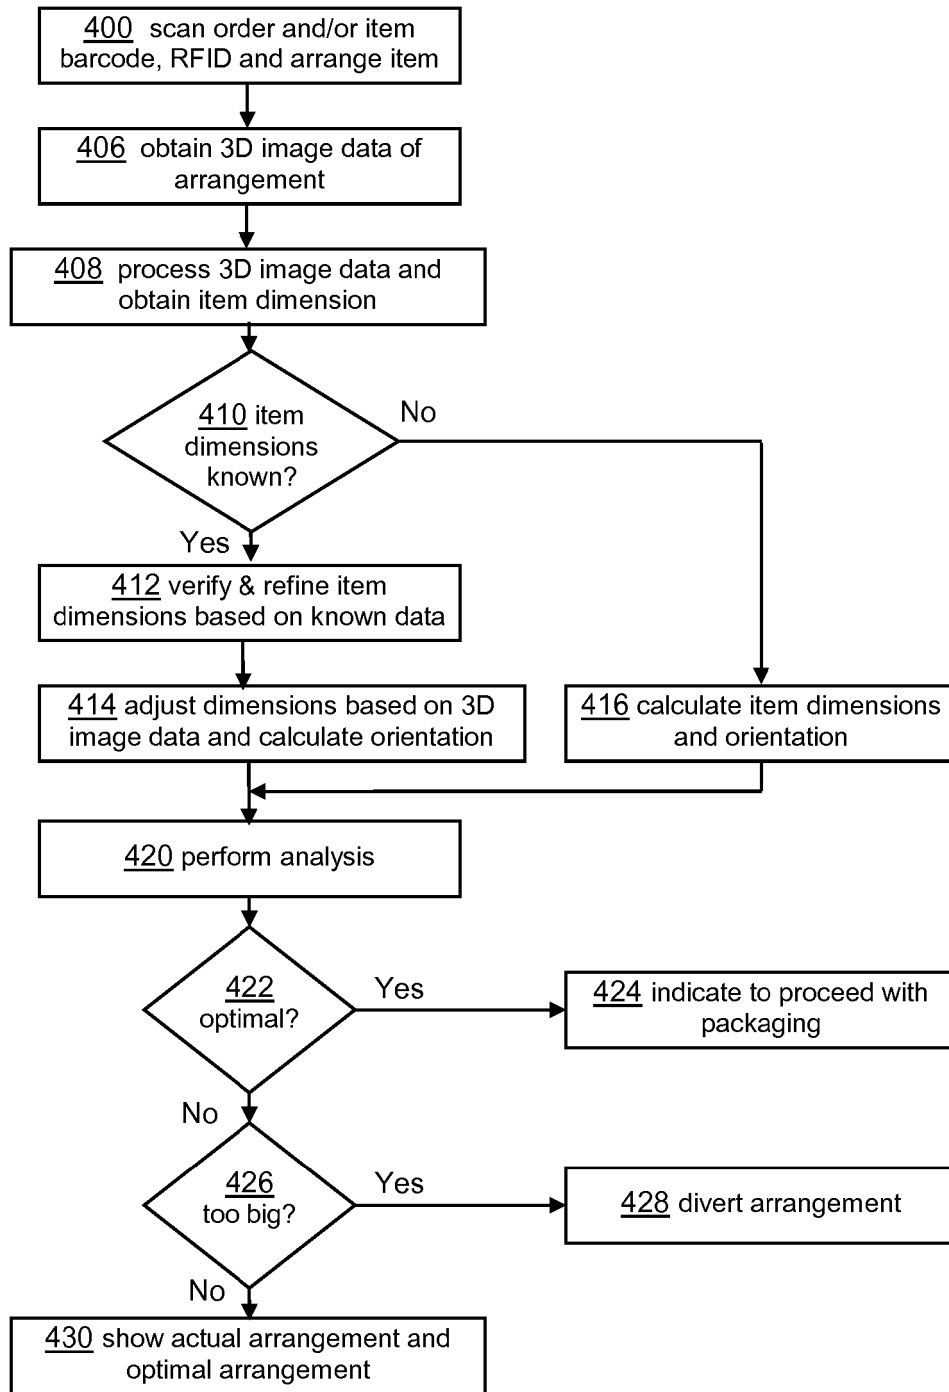 400 scan order and/or item
barcode, RFID and arrange item
406 obtain 3D image data of
arrangement
408 process 3D image data and
obtain item dimension
410 item
dimensions
known?
No
Yes
412 verify & refine item
dimensions based on known data
414 adjust dimensions based on 3D
image data and calculate orientation
416 calculate item dimensions
and orientation
420 perform analysis
422
optimal?
Yes
424 indicate to proceed with
packaging
No
426
too big?
Yes
428 divert arrangement
No
430 show actual arrangement and
optimal arrangement